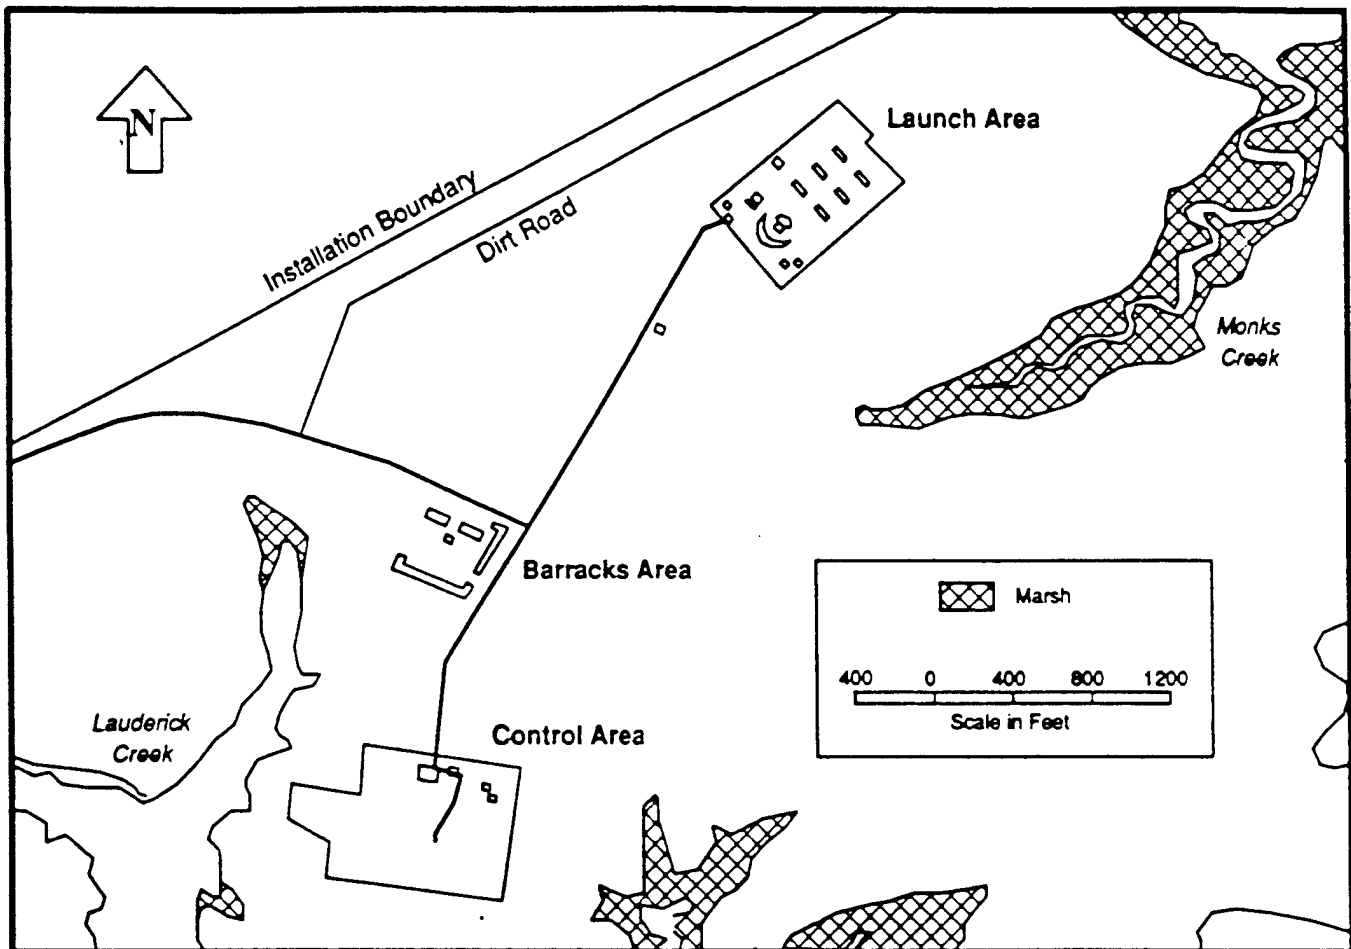 N
Launch Area
Installation Boundary
Dirt Road
Monks
Creek
Barracks Area
Marsh
400 0 400 800 1200
Scale in Feet
Lauderick
Creek
Control Area